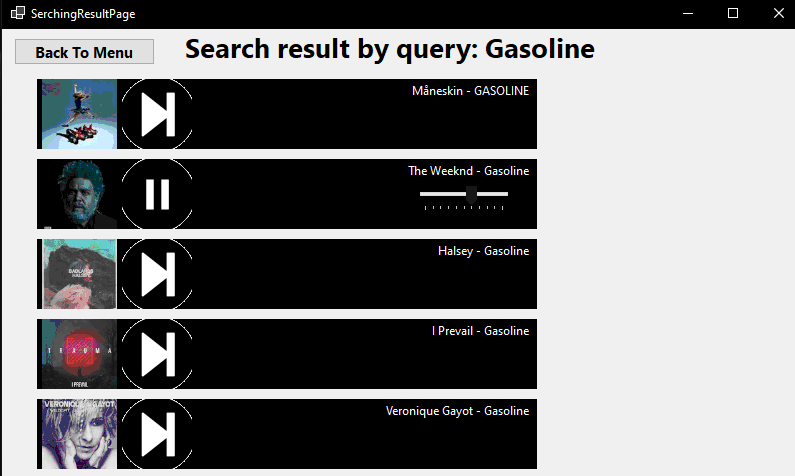 SerchingResultPage
Back To Menu
Search result by query: Gasoline
Måneskin - GASOLINE
The Weeknd - Gasoline
BADLANDS
Halsey - Gasoline
TRAUMA
I PREVAIL
I Prevail - Gasoline
VERONIQUE GAYOT
Veronique Gayot - Gasoline